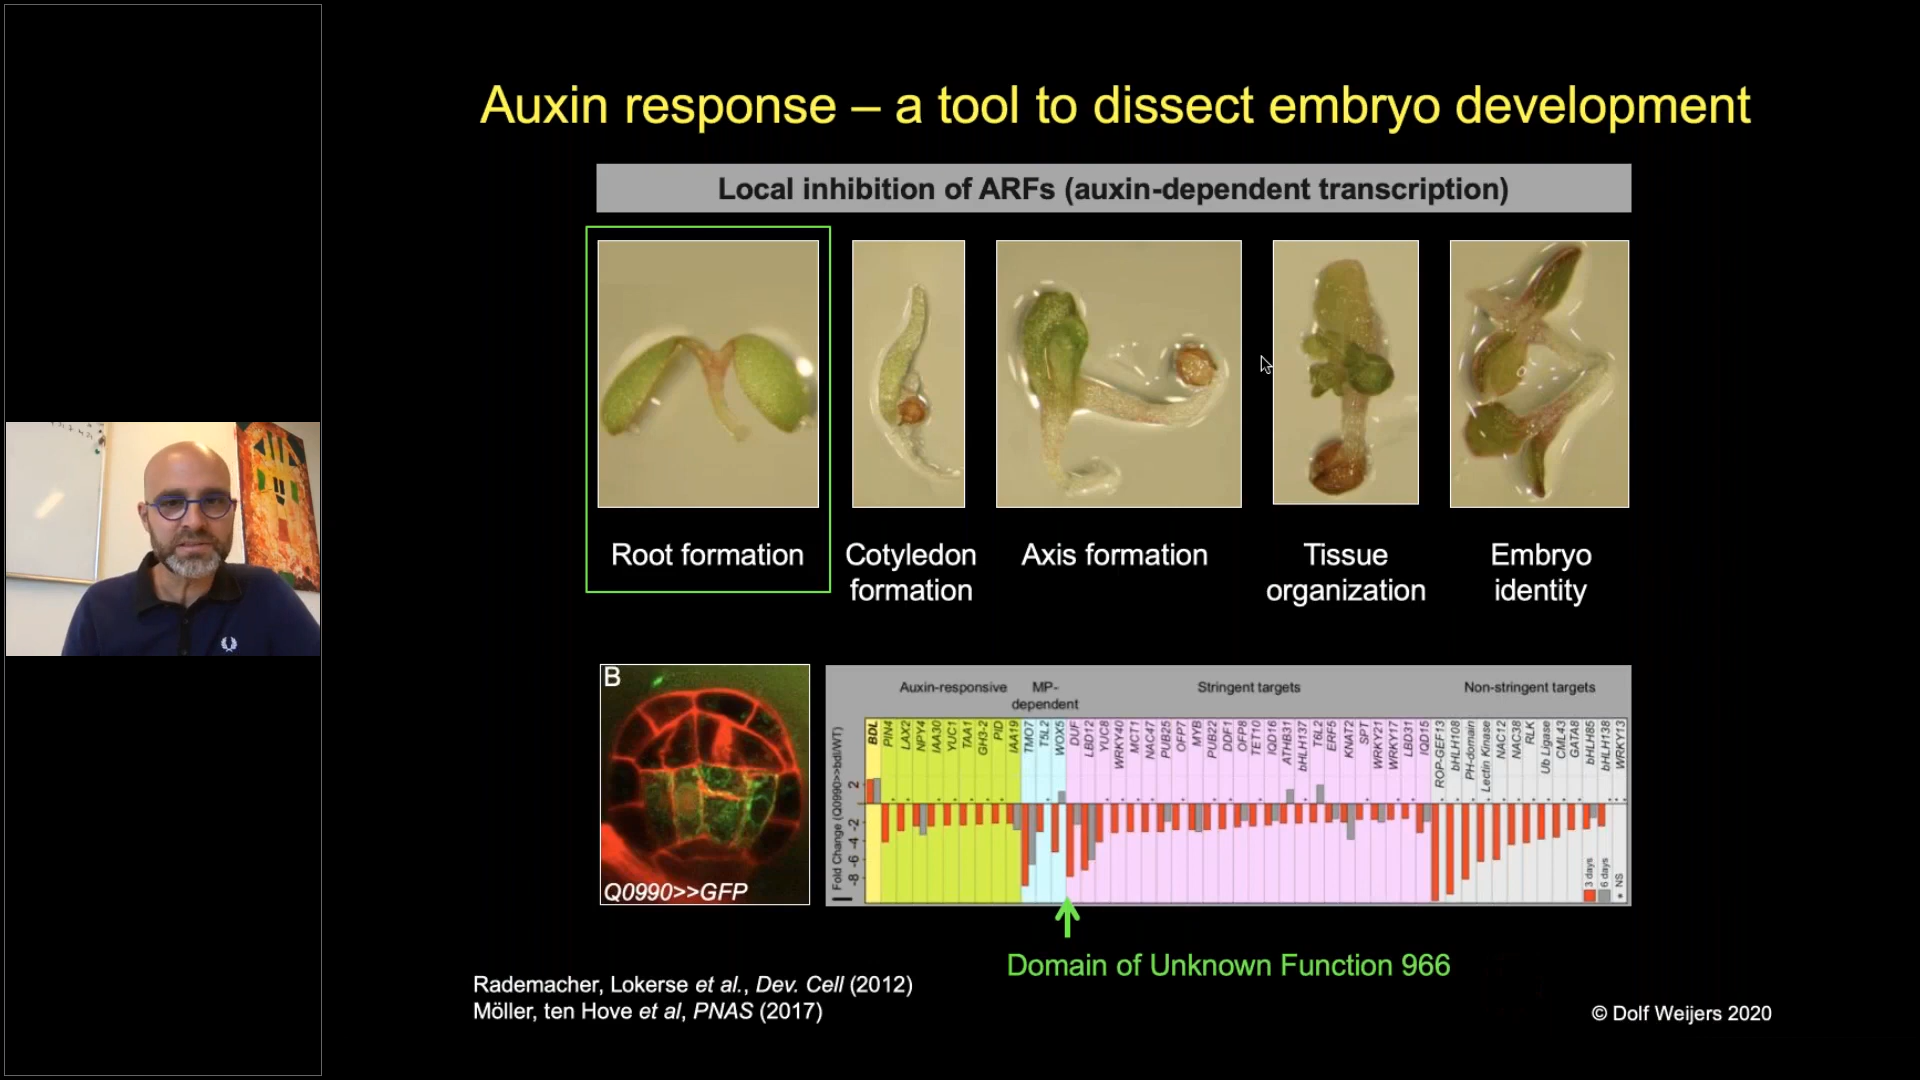 Auxin response – a tool to dissect embryo development
Local inhibition of ARFs (auxin-dependent transcription)
Root formation
Cotyledon
formation
Axis formation
Tissue
organization
Embryo
identity
B
Q0990>>GFP
Auxin-responsive
MP-
dependent
Stringent targets
Non-stringent targets
Fold Change (Q0990>>bdl/WT)
2
-2
-4
-6
-8
BDL
PIN4
LAX2
NPY4
IAA30
YUC1
TAA1
GH3-2
PID
IAA19
TMO7
T5L2
WOX5
DUF
LBD12
YUC8
WRKY40
MCT1
NAC47
PUB25
OFP7
MYB
PUB22
DDF1
OFP8
TET10
IQD16
ATHB31
bHLH137
T6L2
ERF5
KNAT2
SPT
WRKY21
WRKY17
LBD31
IQD15
ROP-GEF13
bHLH108
PH-domain
Lectin Kinase
NAC12
NAC38
RLK
Ub Ligase
CML43
GATA8
bHLH85
bHLH138
WRKY13
3 days
6 days
* NS
Domain of Unknown Function 966
Rademacher, Lokerse et al., Dev. Cell (2012)
Möller, ten Hove et al, PNAS (2017)
© Dolf Weijers 2020